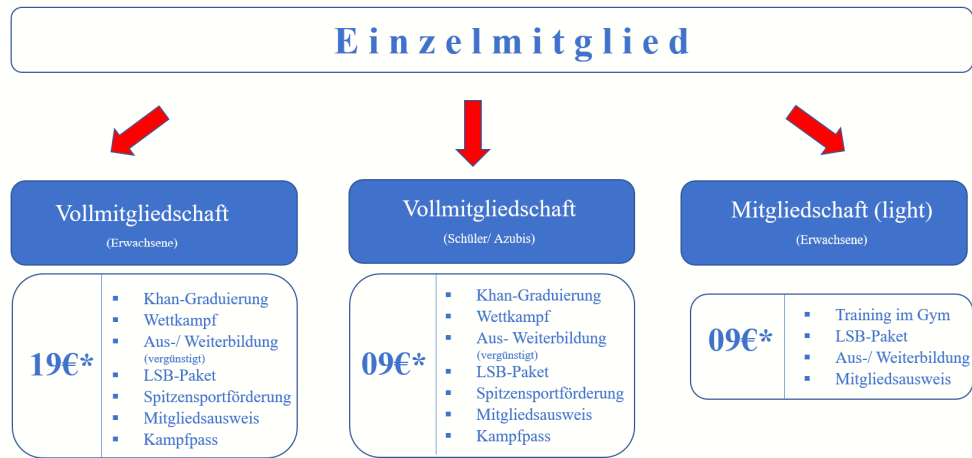 Einzelmitglied
Vollmitgliedschaft
(Erwachsene)
19€*
Khan-Graduierung
Wettkampf
Aus-/ Weiterbildung
(vergünstigt)
LSB-Paket
Spitzensportförderung
Mitgliedsausweis
Kampfpass
Vollmitgliedschaft
(Schüler/ Azubis)
09€*
Khan-Graduierung
Wettkampf
Aus- Weiterbildung
(vergünstigt)
LSB-Paket
Spitzensportförderung
Mitgliedsausweis
Kampfpass
Mitgliedschaft (light)
(Erwachsene)
09€*
Training im Gym
LSB-Paket
Aus-/ Weiterbildung
Mitgliedsausweis